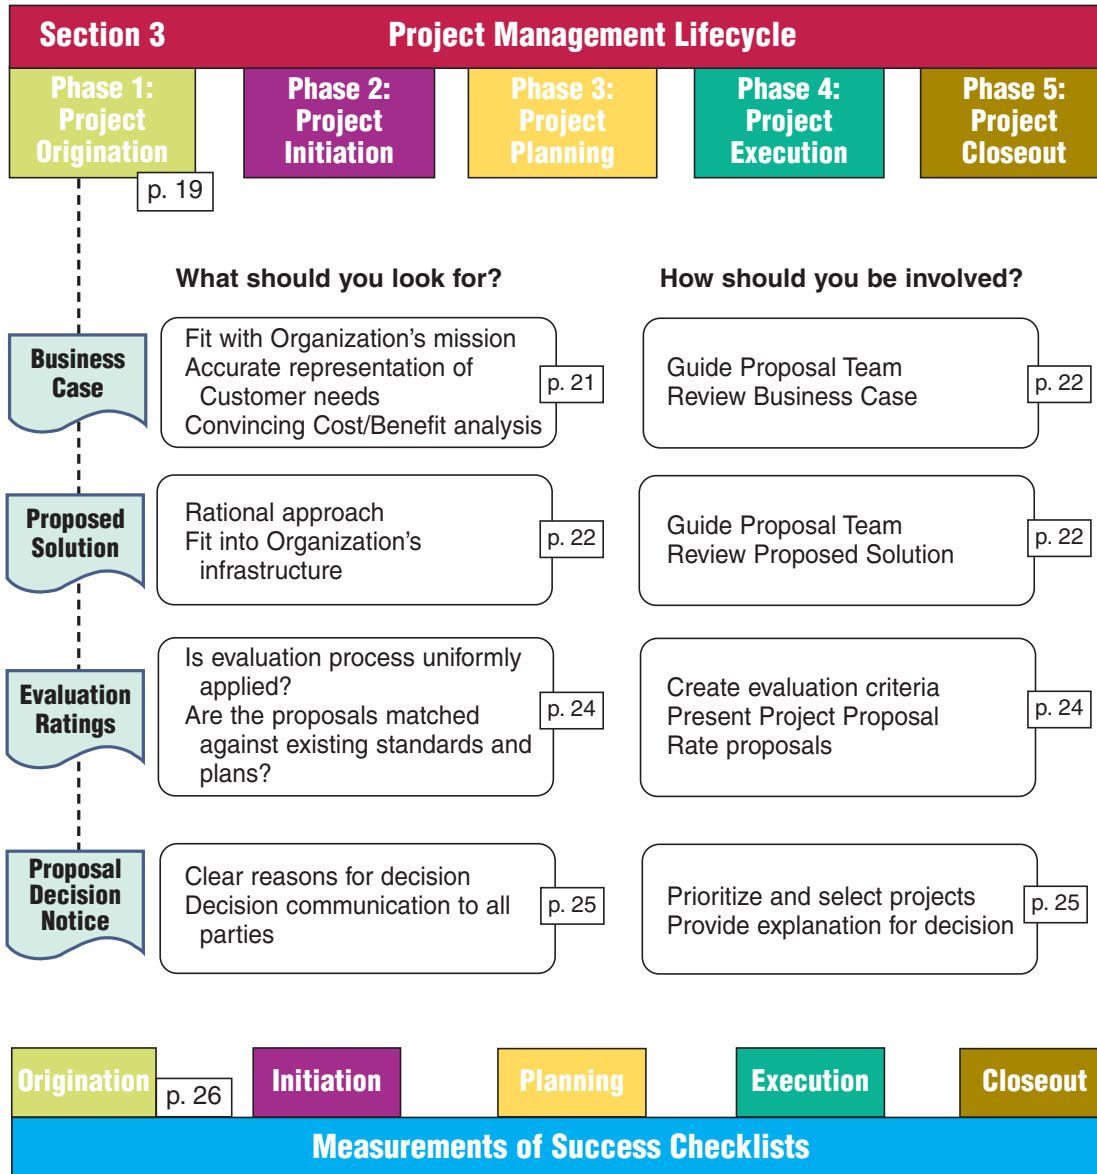 Section 3
Project Management Lifecycle
Phase 1:
Project
Origination
p. 19
Phase 2:
Project
Initiation
Phase 3:
Project
Planning
Phase 4:
Project
Execution
Phase 5:
Project
Closeout
What should you look for?
How should you be involved?
Business
Case
Fit with Organization's mission
Accurate representation of
Customer needs
Convincing Cost/Benefit analysis
p. 21
Guide Proposal Team
Review Business Case
p. 22
Proposed
Solution
Rational approach
Fit into Organization's
infrastructure
p. 22
Guide Proposal Team
Review Proposed Solution
p. 22
Evaluation
Ratings
Is evaluation process uniformly
applied?
Are the proposals matched
against existing standards and
plans?
p. 24
Create evaluation criteria
Present Project Proposal
Rate proposals
p. 24
Proposal
Decision
Notice
Clear reasons for decision
Decision communication to all
parties
p. 25
Prioritize and select projects
Provide explanation for decision
p. 25
Origination
p. 26
Initiation
Planning
Execution
Closeout
Measurements of Success Checklists